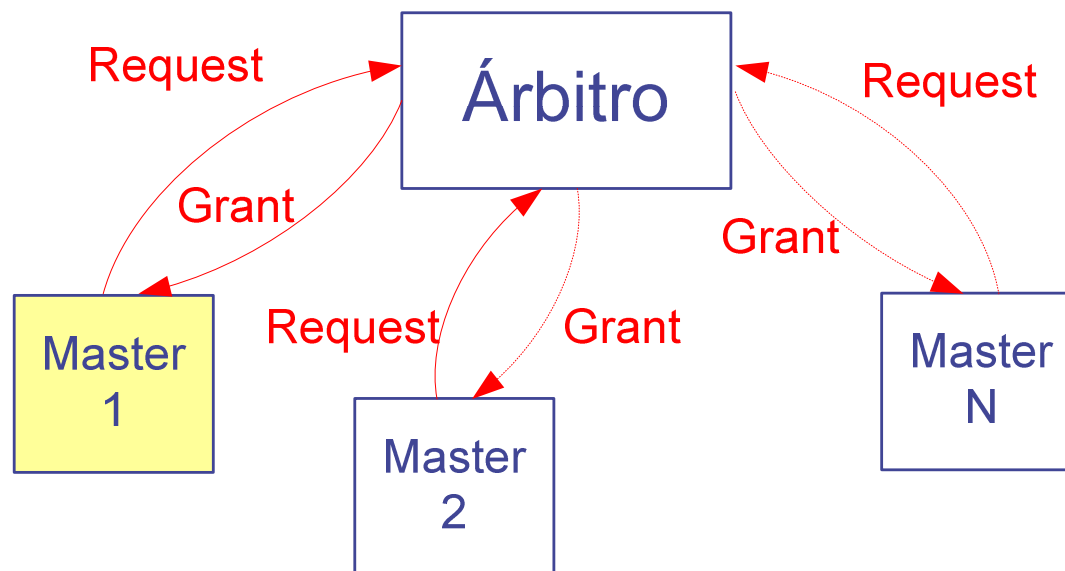 Request
Árbitro
Request
Grant
Grant
Request
Grant
Master
1
Master
2
Master
N